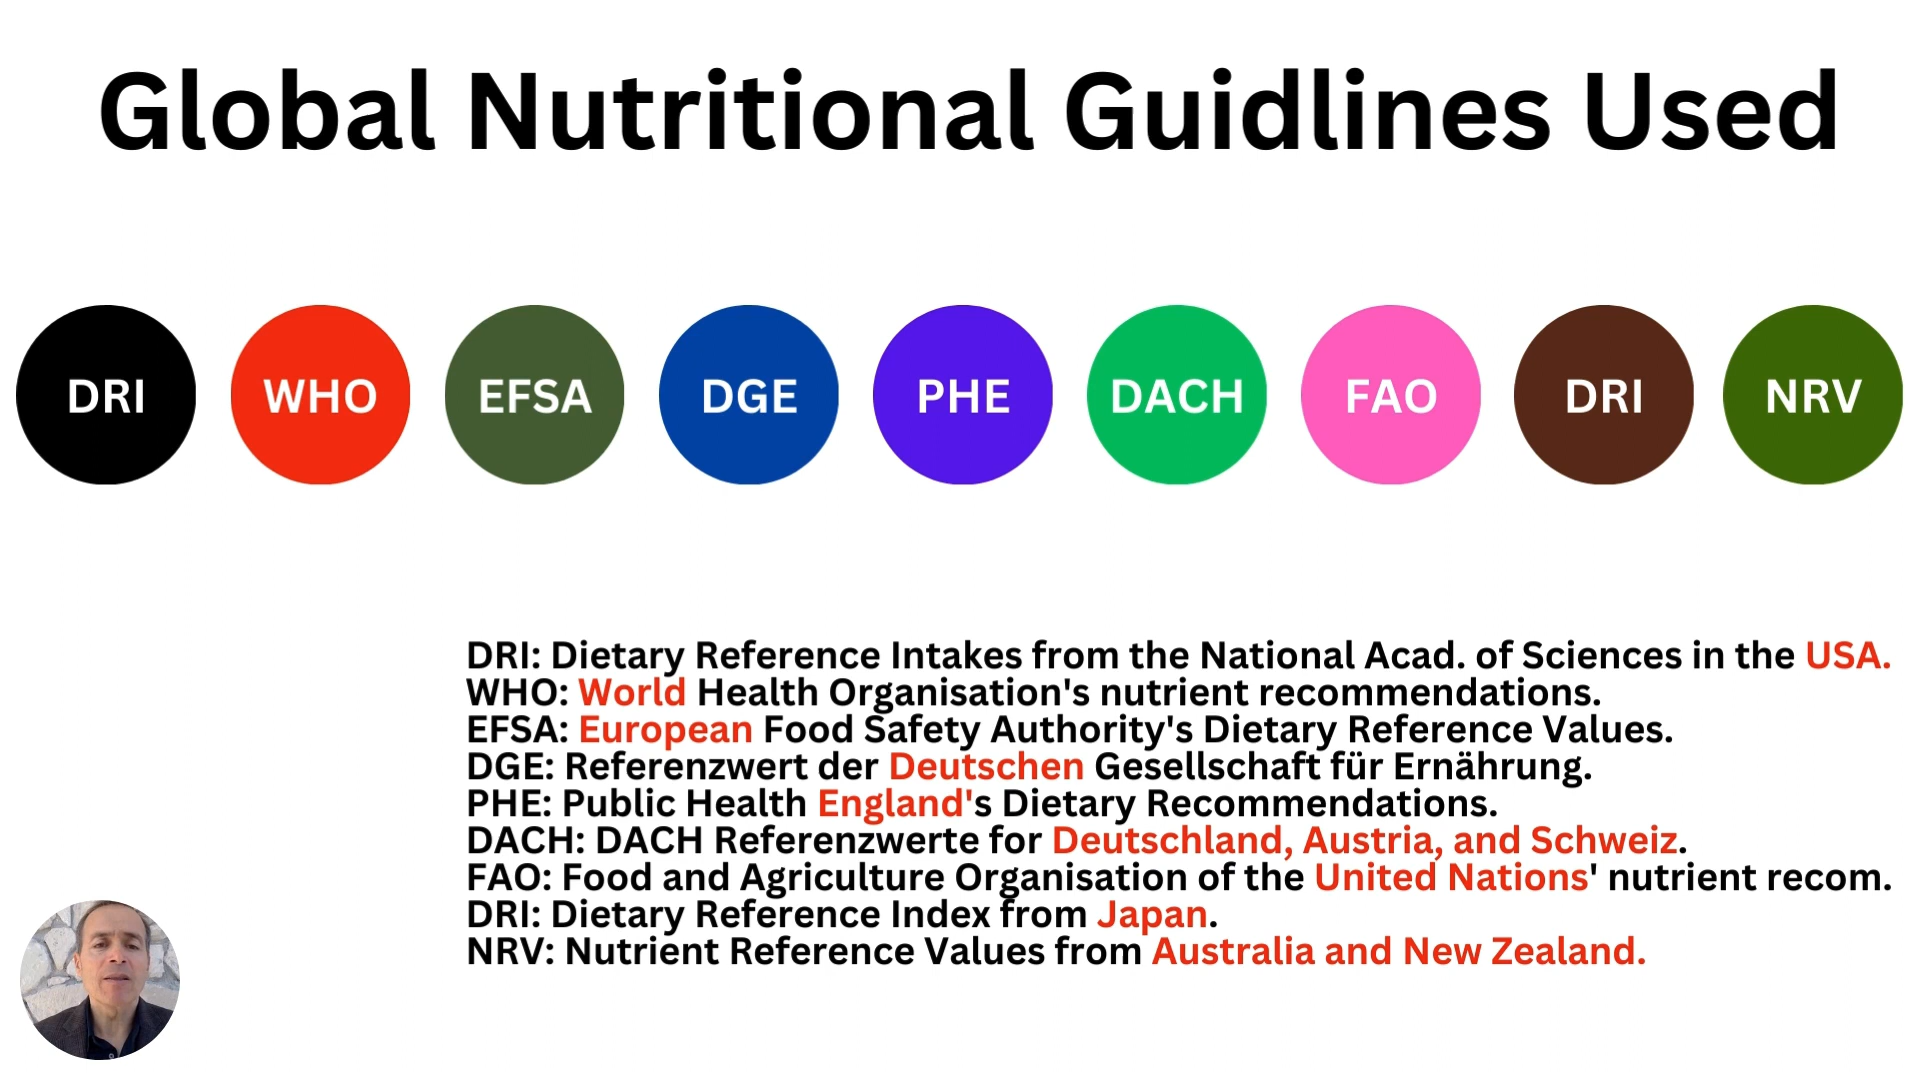 Global Nutritional Guidlines Used
DRI WHO EFSA DGE PHE DACH FAO DRI NRV
DRI: Dietary Reference Intakes from the National Acad. of Sciences in the USA.
WHO: World Health Organisation's nutrient recommendations.
EFSA: European Food Safety Authority's Dietary Reference Values.
DGE: Referenzwert der Deutschen Gesellschaft für Ernährung.
PHE: Public Health England's Dietary Recommendations.
DACH: DACH Referenzwerte for Deutschland, Austria, and Schweiz.
FAO: Food and Agriculture Organisation of the United Nations' nutrient recom.
DRI: Dietary Reference Index from Japan.
NRV: Nutrient Reference Values from Australia and New Zealand.